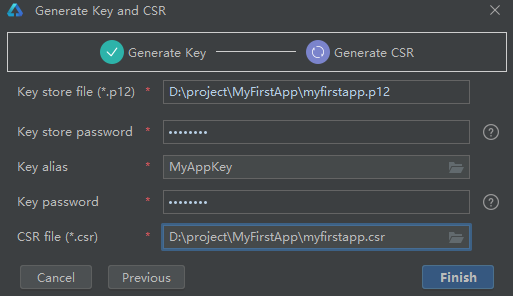 Generate Key and CSR
Generate Key Generate CSR
Key store file (*.p12) * D:\project\MyFirstApp\myfirstapp.p12
Key store password * •••••••• ?
Key alias * MyAppKey
Key password * •••••••• ?
CSR file (*.csr) * D:\project\MyFirstApp\myfirstapp.csr
Cancel Previous Finish